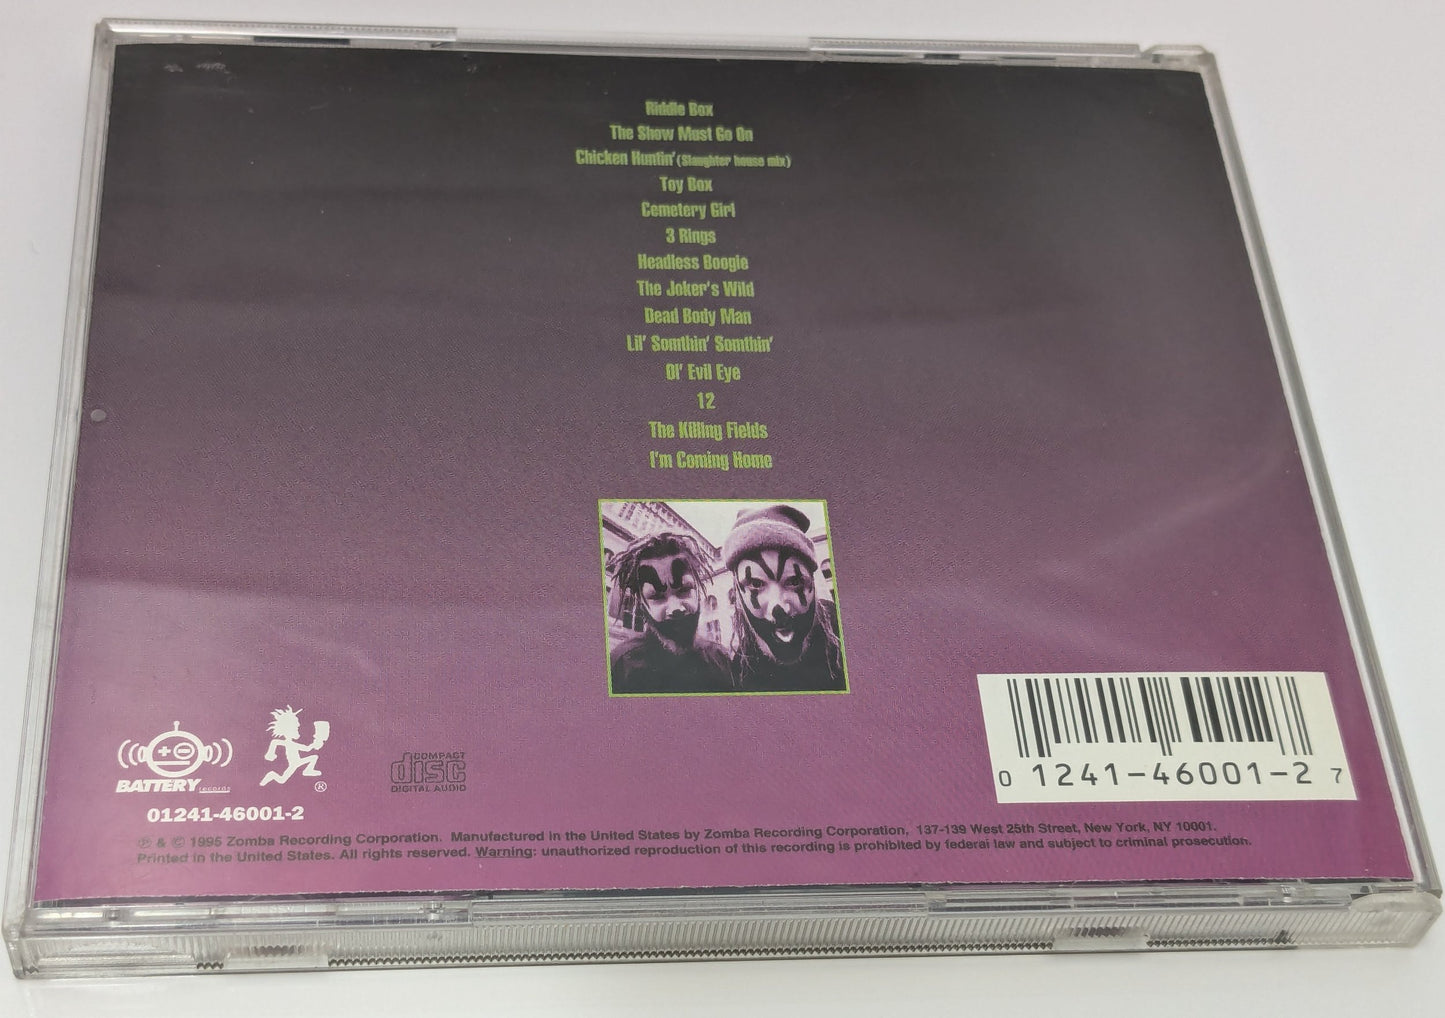 Riddle Box
The Show Must Go On
Chicken Huntin' (Slaughter house mix)
Toy Box
Cemetery Girl
3 Rings
Headless Boogie
The Joker's Wild
Dead Body Man
Lil' Somthin' Somthin'
Ol' Evil Eye
12
The Killing Fields
I'm Coming Home
BATTERY records
®
COMPACT
disc
DIGITAL AUDIO
01241-46001-2
0 1241-46001-2 7
℗ & © 1995 Zomba Recording Corporation. Manufactured in the United States by Zomba Recording Corporation, 137-139 West 25th Street, New York, NY 10001.
Printed in the United States. All rights reserved. Warning: unauthorized reproduction of this recording is prohibited by federal law and subject to criminal prosecution.